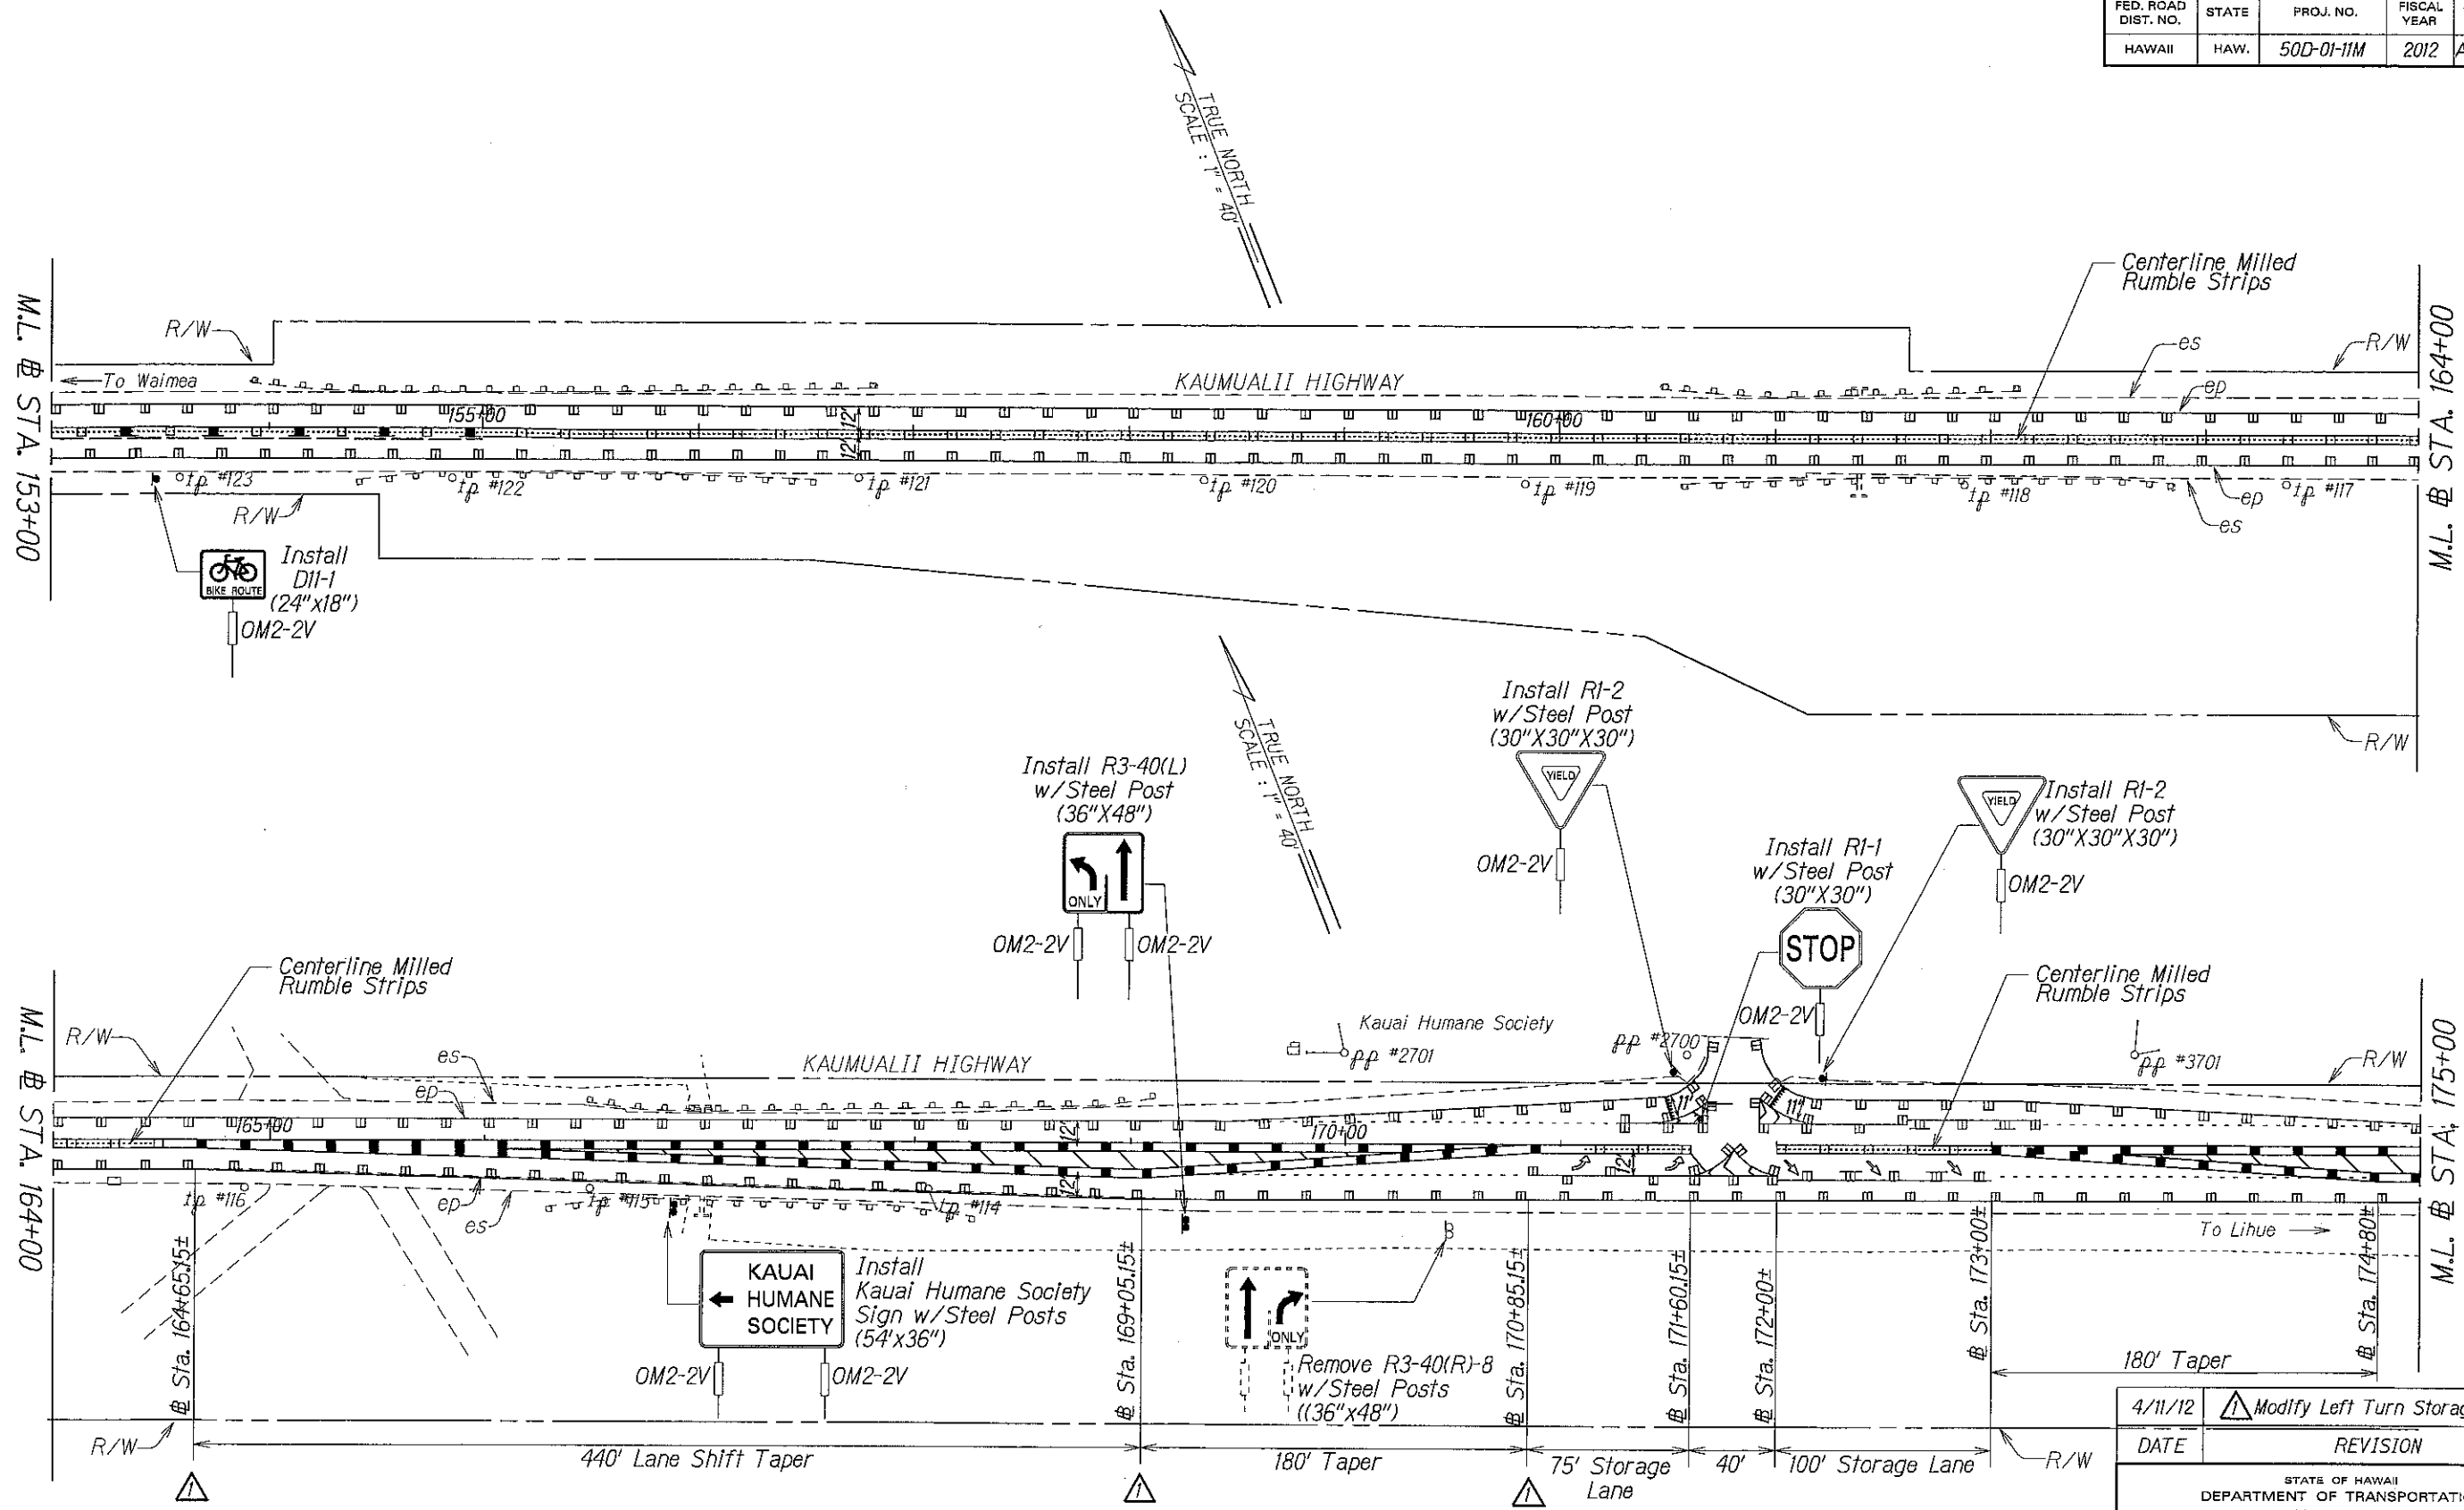 FED. ROAD DIST. NO.
STATE
PROJ. NO.
FISCAL YEAR
HAWAII
HAW.
50D-01-11M
2012
TRUE NORTH
SCALE : 1" = 40'
Centerline Milled
Rumble Strips
M.L. B STA. 153+00
M.L. B STA. 164+00
R/W
To Waimea
KAUMUALII HIGHWAY
es
ep
R/W
155+00
12'
12'
160+00
tp #123
tp #122
tp #121
tp #120
tp #119
tp #118
tp #117
R/W
ep
es
BIKE ROUTE
Install
D11-1
(24"x18")
OM2-2V
R/W
TRUE NORTH
SCALE : 1" = 40'
Install R3-40(L)
w/Steel Post
(36"X48")
ONLY
OM2-2V
OM2-2V
Install R1-2
w/Steel Post
(30"X30"X30")
YIELD
OM2-2V
Install R1-1
w/Steel Post
(30"X30")
STOP
OM2-2V
YIELD
Install R1-2
w/Steel Post
(30"X30"X30")
OM2-2V
Centerline Milled
Rumble Strips
Centerline Milled
Rumble Strips
M.L. B STA. 164+00
M.L. B STA. 175+00
R/W
es
ep
KAUMUALII HIGHWAY
Kauai Humane Society
pp #2701
pp #2700
pp #3701
R/W
165+00
12'
12'
170+00
11'
11'
12'
tp #116
tp #115
tp #114
ep
es
To Lihue
KAUAI
HUMANE
SOCIETY
Install
Kauai Humane Society
Sign w/Steel Posts
(54'x36")
OM2-2V
OM2-2V
ONLY
Remove R3-40(R)-8
w/Steel Posts
((36"x48")
B Sta. 164+65.15±
B Sta. 169+05.15±
B Sta. 170+85.15±
B Sta. 171+60.15±
B Sta. 172+00±
B Sta. 173+00±
B Sta. 174+80±
180' Taper
R/W
440' Lane Shift Taper
180' Taper
75' Storage
Lane
40'
100' Storage Lane
R/W
1
1
1
4/11/12
1 Modify Left Turn Storag
DATE
REVISION
STATE OF HAWAII
DEPARTMENT OF TRANSPORTATI